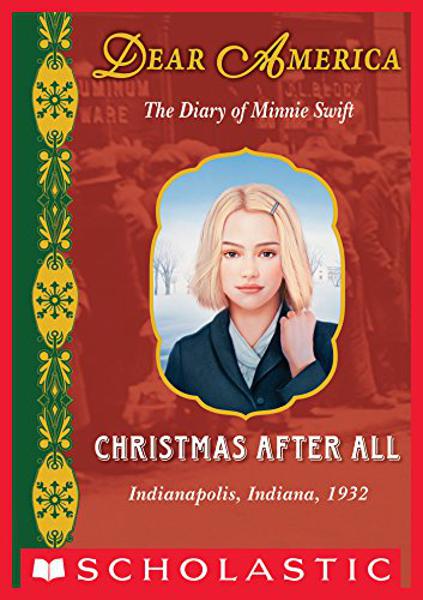 DEAR AMERICA
The Diary of Minnie Swift
CHRISTMAS AFTER ALL
Indianapolis, Indiana, 1932
SCHOLASTIC